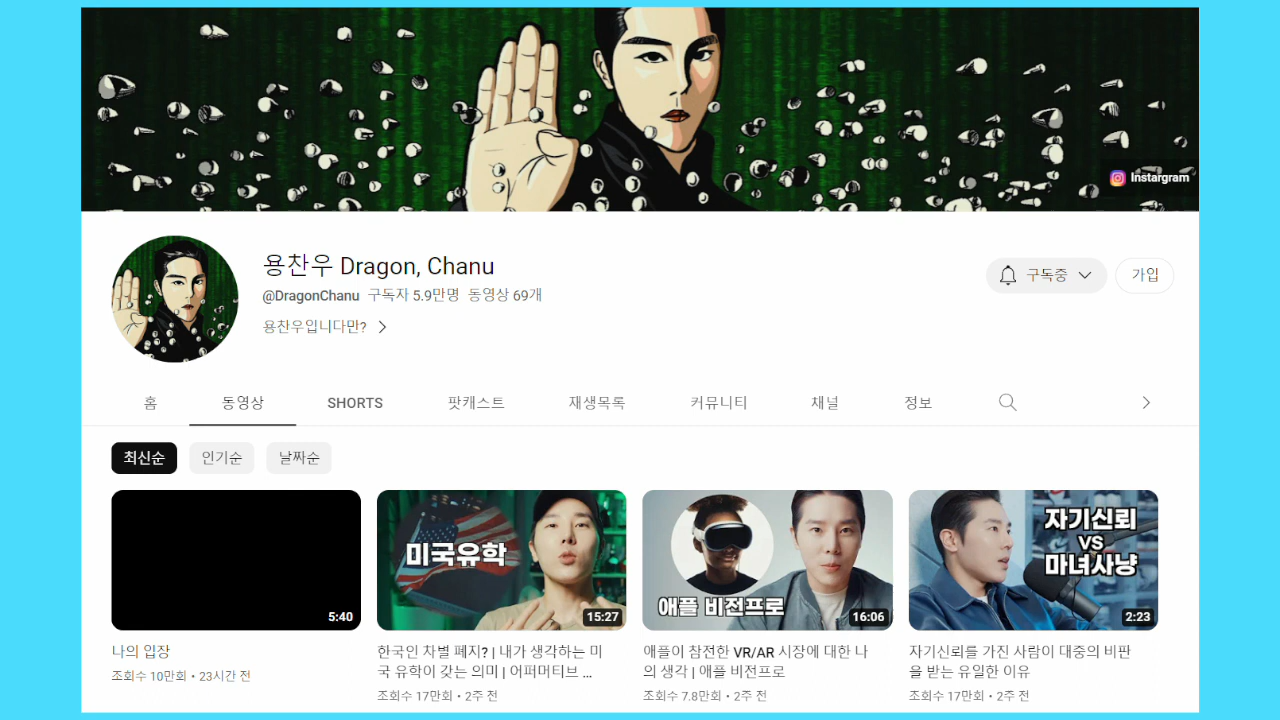 Instargram
용찬우 Dragon, Chanu
@DragonChanu 구독자 5.9만명 동영상 69개
용찬우입니다만?
구독중
가입
홈 동영상 SHORTS 팟캐스트 재생목록 커뮤니티 채널 정보
최신순 인기순 날짜순
5:40
나의 입장
조회수 10만회 • 23시간 전
미국유학
15:27
한국인 차별 폐지? | 내가 생각하는 미
국 유학이 갖는 의미 | 어퍼머티브 ...
조회수 17만회 • 2주 전
애플 비전프로
16:06
애플이 참전한 VR/AR 시장에 대한 나
의 생각 | 애플 비전프로
조회수 7.8만회 • 2주 전
자기신뢰
VS
마녀사냥
2:23
자기신뢰를 가진 사람이 대중의 비판
을 받는 유일한 이유
조회수 17만회 • 2주 전